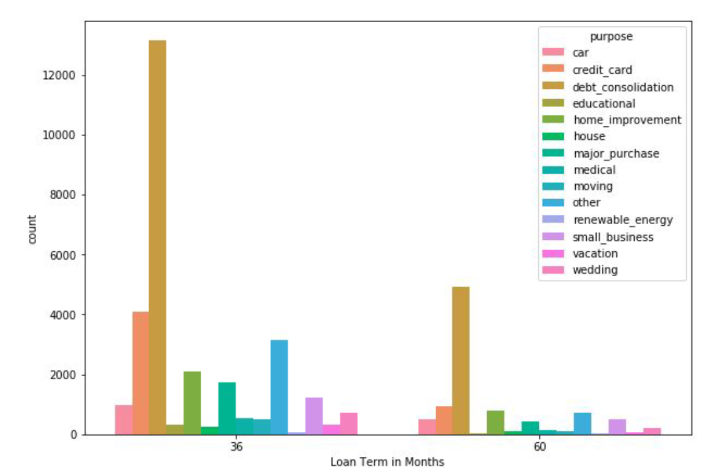 purpose
car
credit_card
debt_consolidation
educational
home_improvement
house
major_purchase
medical
moving
other
renewable_energy
small_business
vacation
wedding
12000
10000
8000
6000
4000
2000
0
count
36
60
Loan Term in Months